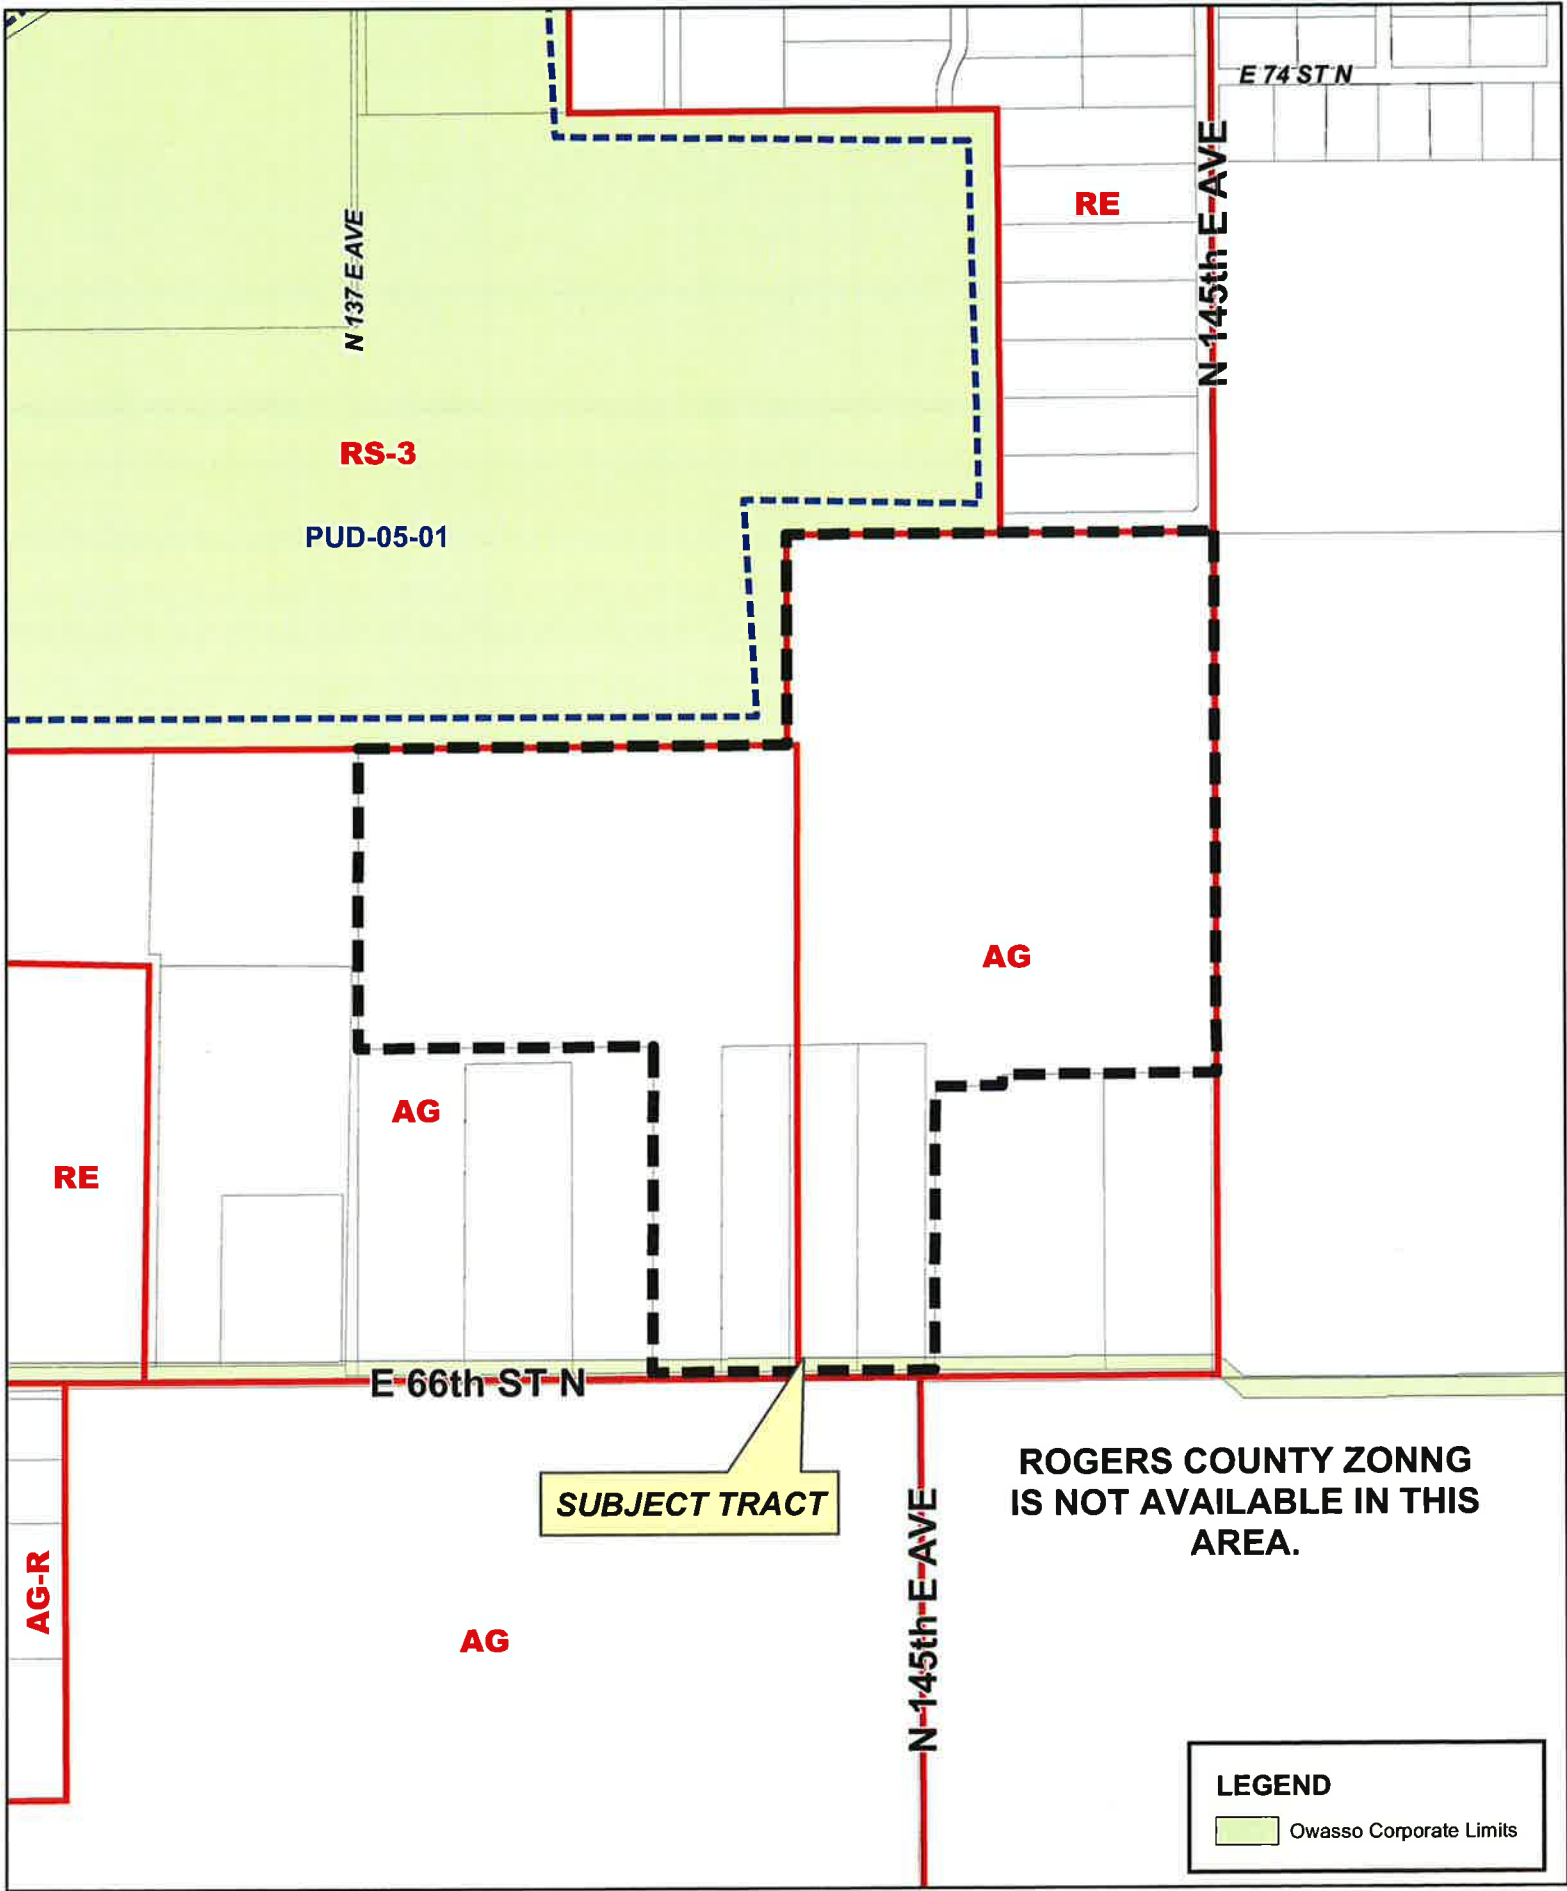 E 74 ST N
N 145th E AVE
RE
N 137 E AVE
RS-3
PUD-05-01
AG
AG
RE
E 66th ST N
SUBJECT TRACT
ROGERS COUNTY ZONNG
IS NOT AVAILABLE IN THIS
AREA.
N 145th E AVE
AG-R
AG
LEGEND
Owasso Corporate Limits